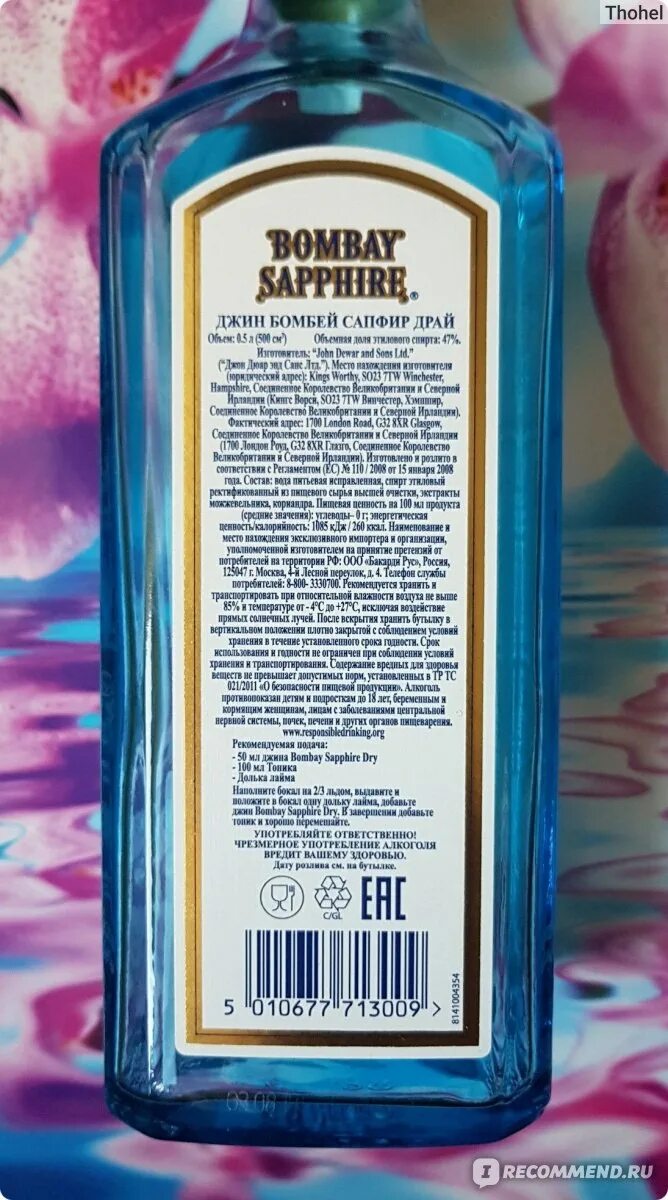 Thohel
BOMBAY
SAPPHIRE®
ДЖИН БОМБЕЙ САПФИР ДРАЙ
Объем: 0.5 л (500 см³) Объемная доля этилового спирта: 47%.
Изготовитель: "John Dewar and Sons Ltd."
("Джон Дюар энд Санс Лтд."). Место нахождения изготовителя
(юридический адрес): Kings Worthy, SO23 7TW Winchester,
Hampshire, Соединенное Королевство Великобритании и Северной
Ирландии (Кингс Ворси, SO23 7TW Винчестер, Хэмпшир,
Соединенное Королевство Великобритании и Северной Ирландии).
Фактический адрес: 1700 London Road, G32 8XR Glasgow,
Соединенное Королевство Великобритании и Северной Ирландии
(1700 Лондон Роуд, G32 8XR Глазго, Соединенное Королевство
Великобритании и Северной Ирландии). Изготовлено и розлито в
соответствии с Регламентом (ЕС) № 110 / 2008 от 15 января 2008
года. Состав: вода питьевая исправленная, спирт этиловый
ректификованный из пищевого сырья высшей очистки, экстракты
можжевельника, кориандра. Пищевая ценность на 100 мл продукта
(средние значения): углеводы– 0 г; энергетическая
ценность/калорийность: 1085 кДж / 260 ккал. Наименование и
место нахождения эксклюзивного импортера и организации,
уполномоченной изготовителем на принятие претензий от
потребителей на территории РФ: ООО «Бакарди Рус», Россия,
125047 г. Москва, 4-й Лесной переулок, д. 4. Телефон службы
потребителей: 8-800- 3330700. Рекомендуется хранить и
транспортировать при относительной влажности воздуха не выше
85% и температуре от - 4°С до +27°С, исключая воздействие
прямых солнечных лучей. После вскрытия хранить бутылку в
вертикальном положении плотно закрытой с соблюдением условий
хранения в течение установленного срока годности. Срок
использования и годности не ограничен при соблюдении условий
хранения и транспортирования. Содержание вредных для здоровья
веществ не превышает допустимых норм, установленных в ТР ТС
021/2011 «О безопасности пищевой продукции». Алкоголь
противопоказан детям и подросткам до 18 лет, беременным и
кормящим женщинам, лицам с заболеваниями центральной
нервной системы, почек, печени и других органов пищеварения.
www.responsibledrinking.org
Рекомендуемая подача:
- 50 мл джина Bombay Sapphire Dry
- 100 мл Тоника
- Долька лайма
Наполните бокал на 2/3 льдом, выдавите и
положите в бокал одну дольку лайма, добавьте
джин Bombay Sapphire Dry. В завершении добавьте
тоник и хорошо перемешайте.
УПОТРЕБЛЯЙТЕ ОТВЕТСТВЕННО!
ЧРЕЗМЕРНОЕ УПОТРЕБЛЕНИЕ АЛКОГОЛЯ
ВРЕДИТ ВАШЕМУ ЗДОРОВЬЮ.
Дату розлива см. на бутылке.
C/GL EAC
5 010677 713009 >
8141004354
I RECOMMEND.RU